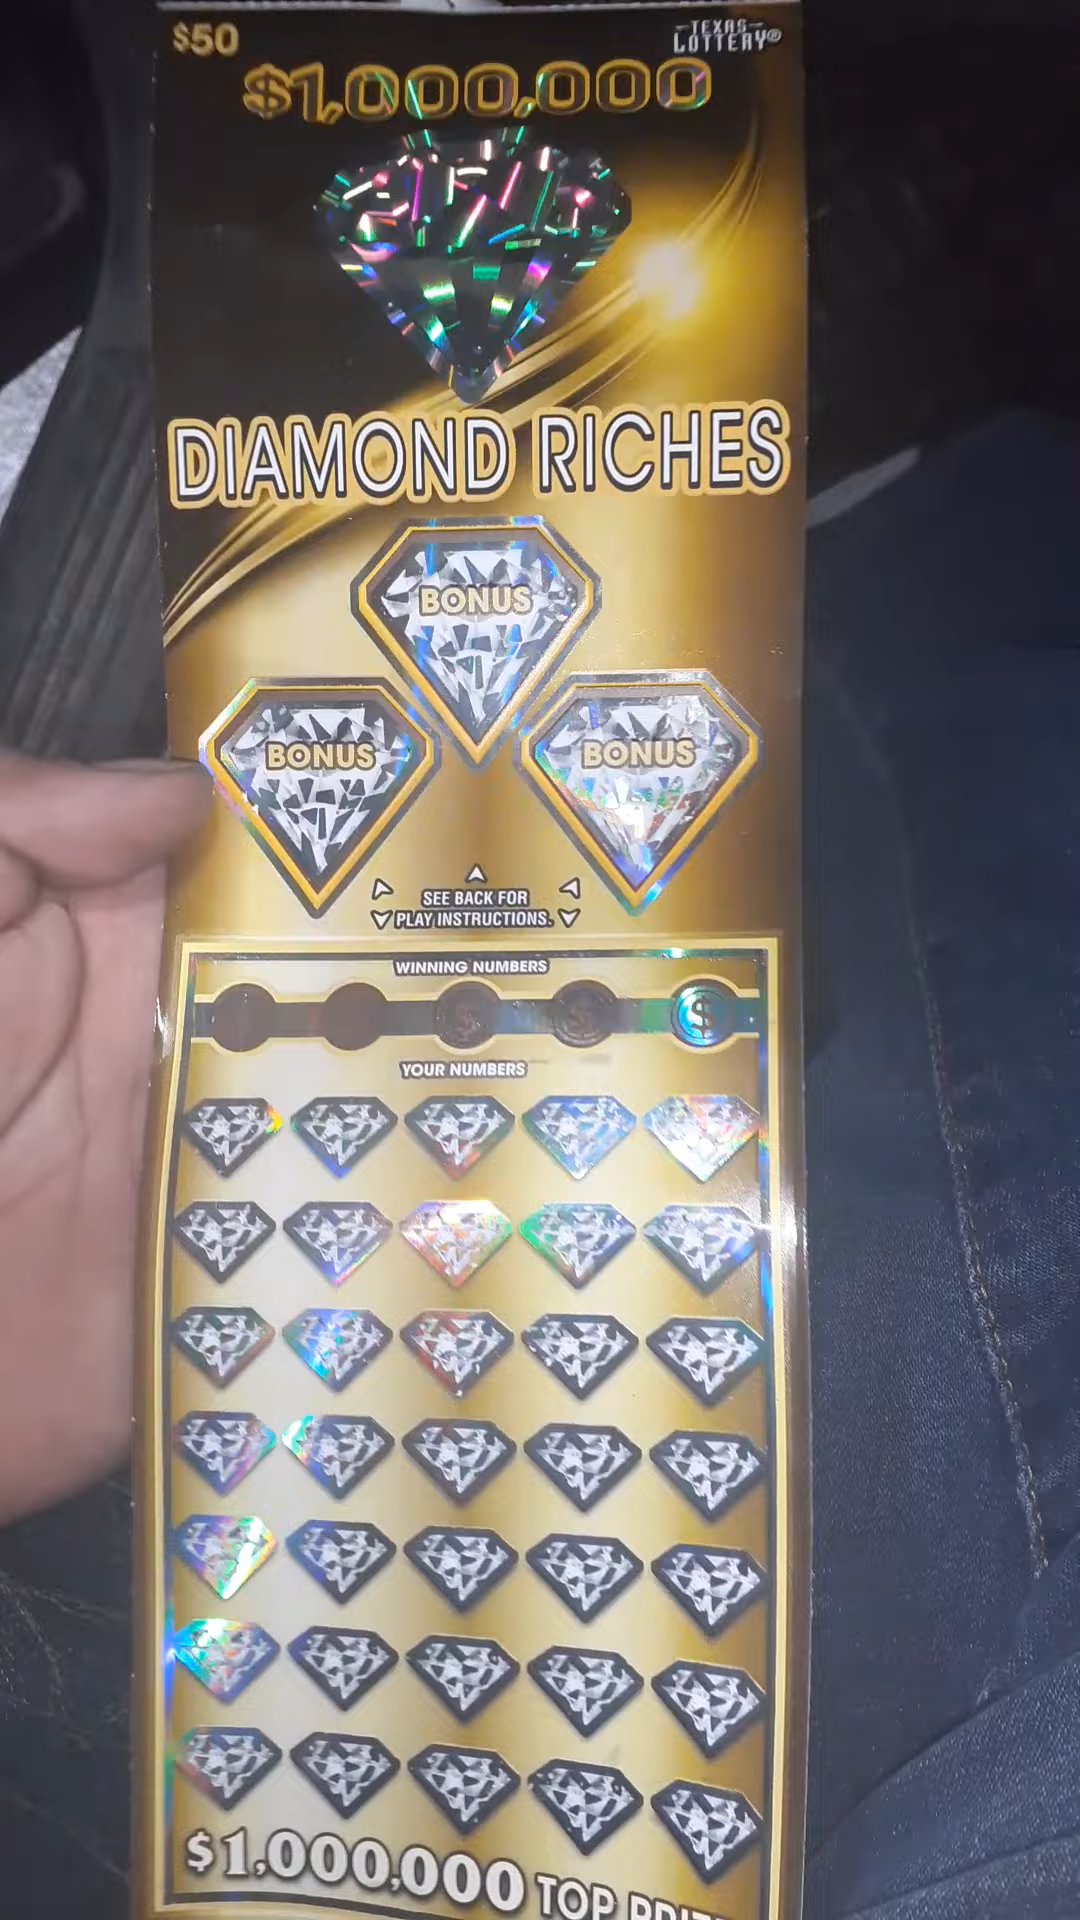 $50
TEXAS
LOTTERY®
$1,000,000
DIAMOND RICHES
BONUS
BONUS
BONUS
SEE BACK FOR
PLAY INSTRUCTIONS.
WINNING NUMBERS
$ $ $
YOUR NUMBERS
$1,000,000 TOP PRIZE